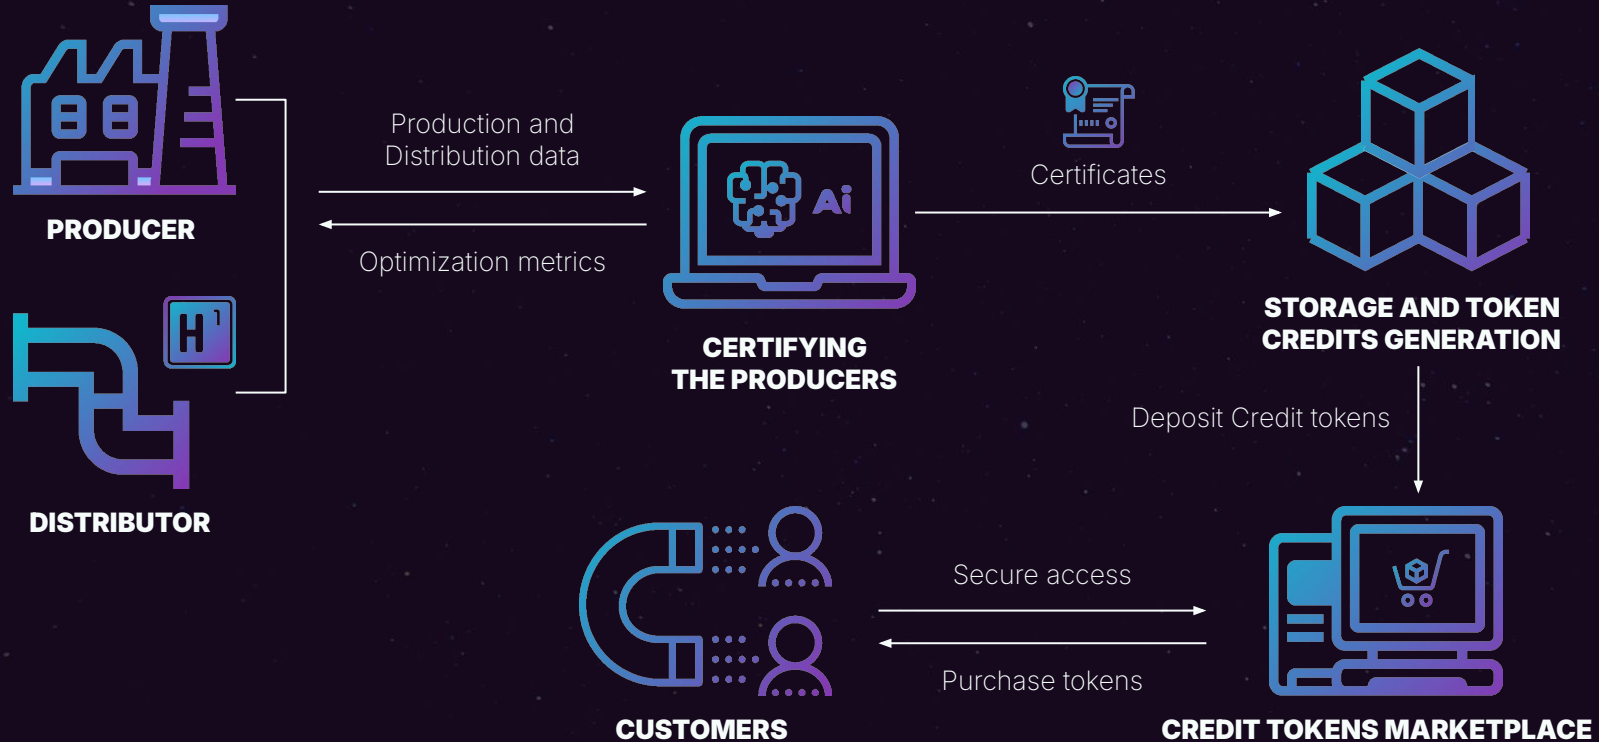 PRODUCER
H
1
DISTRIBUTOR
Production and
Distribution data
Optimization metrics
Ai
CERTIFYING
THE PRODUCERS
Certificates
STORAGE AND TOKEN
CREDITS GENERATION
Deposit Credit tokens
Secure access
Purchase tokens
CUSTOMERS
CREDIT TOKENS MARKETPLACE